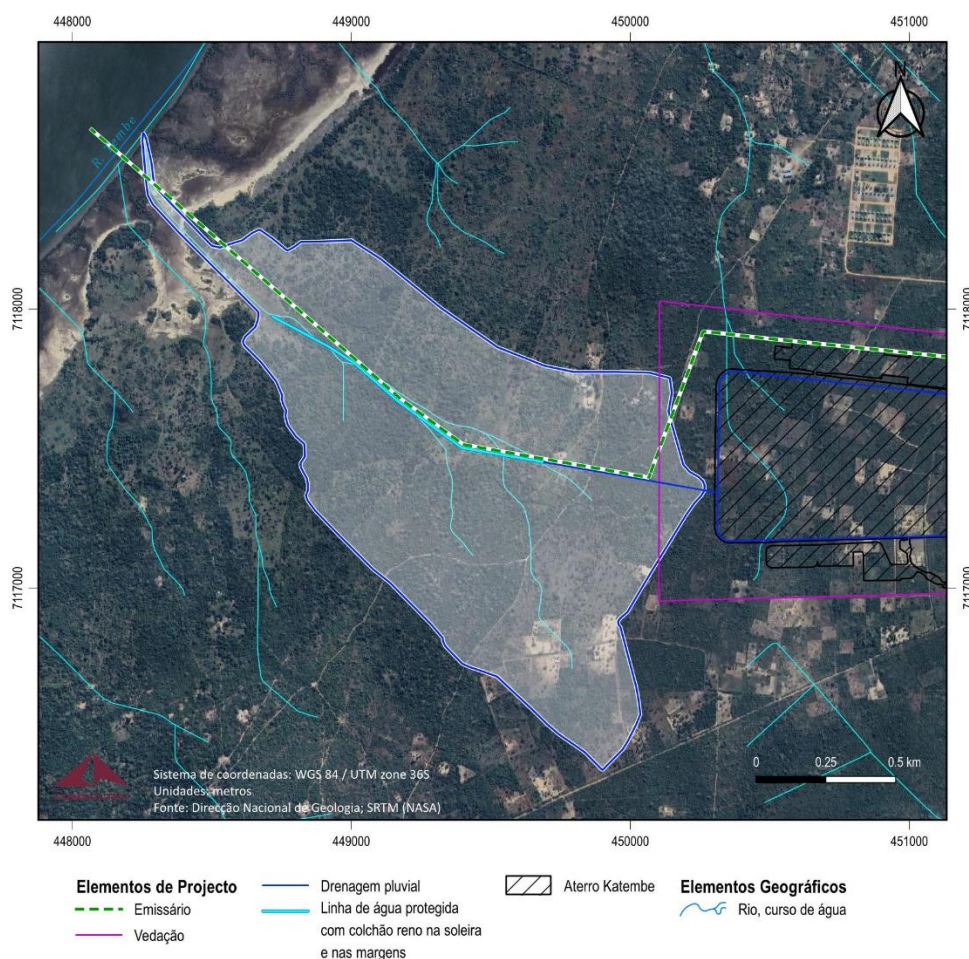 448000 449000 450000 451000
N
R. Tembe
7118000 7118000
7117000 7117000
Sistema de coordenadas: WGS 84 / UTM zone 36S
Unidades: metros
Fonte: Direcção Nacional de Geologia; SRTM (NASA)
0 0.25 0.5 km
448000 449000 450000 451000
Elementos de Projecto
Emissário
Vedação
Drenagem pluvial
Linha de água protegida
com colchão reno na soleira
e nas margens
Aterro Katembe
Elementos Geográficos
Rio, curso de água